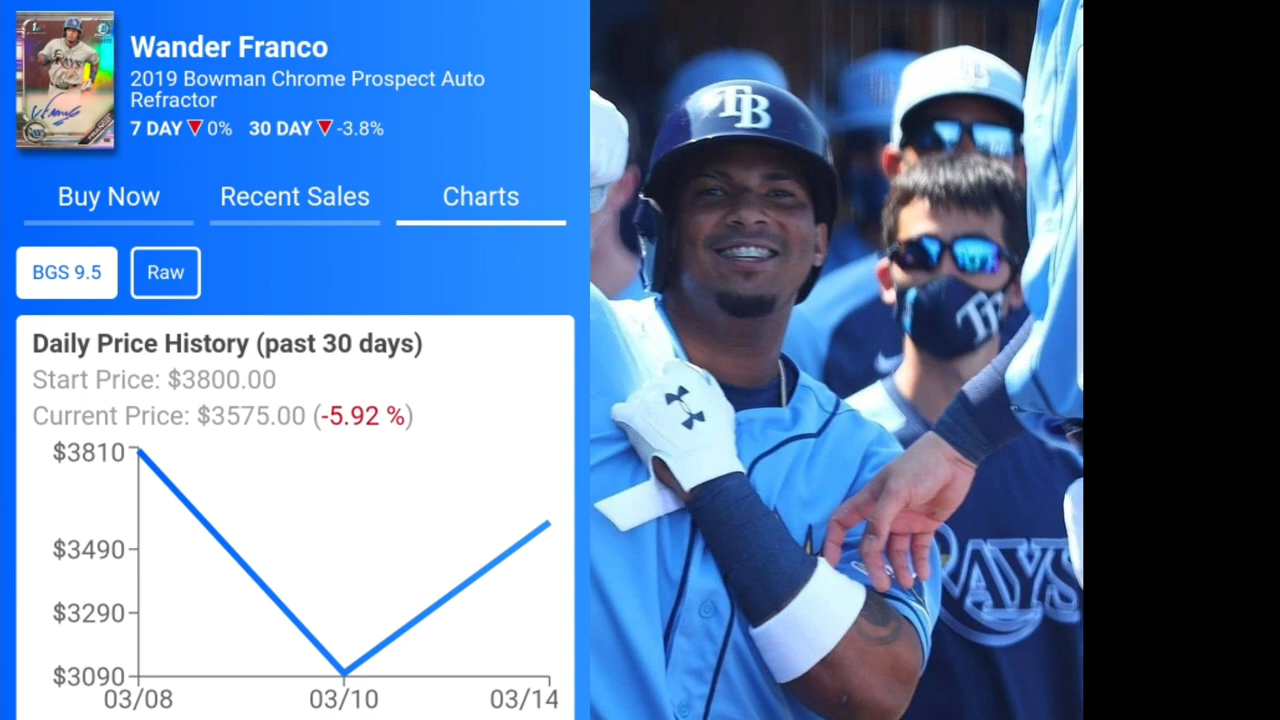 Wander Franco
2019 Bowman Chrome Prospect Auto
Refractor
7 DAY 0% 30 DAY -3.8%
Buy Now Recent Sales Charts
BGS 9.5 Raw
Daily Price History (past 30 days)
Start Price: $3800.00
Current Price: $3575.00 (-5.92 %)
$3810
$3490
$3290
$3090
03/08 03/10 03/14
TB
TB
RAYS
RAYS